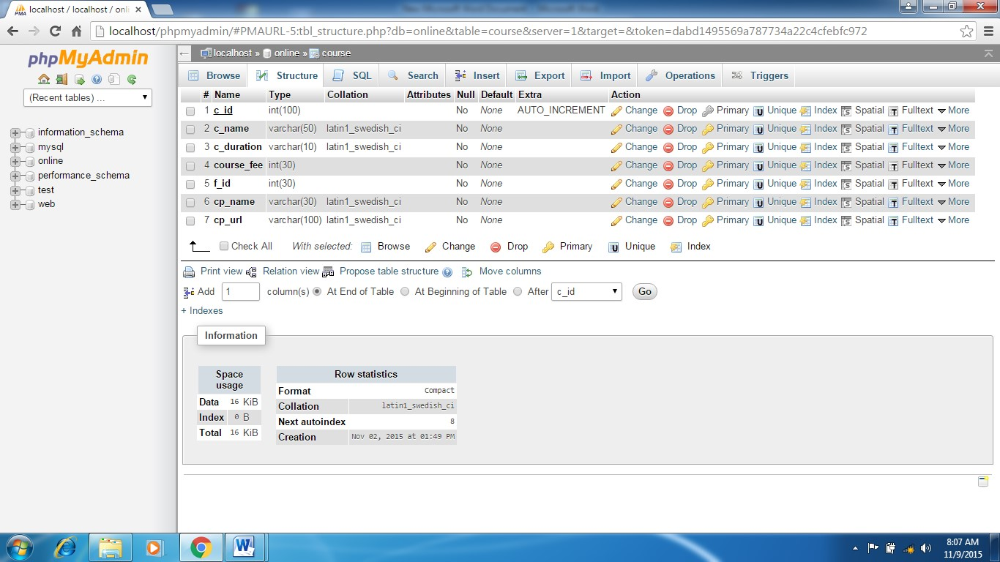 New Microsoft Word Document - Microsoft Word
localhost / localhost / onli
localhost/phpmyadmin/#PMAURL-5:tbl_structure.php?db=online&table=course&server=1&target=&token=dabd1495569a787734a22c4cfebfc972
phpMyAdmin
(Recent tables) ...
information_schema
mysql
online
performance_schema
test
web
localhost » online » course
Browse Structure SQL Search Insert Export Import Operations Triggers
# Name Type Collation Attributes Null Default Extra Action
1 c_id int(100) No None AUTO_INCREMENT Change Drop Primary Unique Index Spatial Fulltext More
2 c_name varchar(50) latin1_swedish_ci No None Change Drop Primary Unique Index Spatial Fulltext More
3 c_duration varchar(10) latin1_swedish_ci No None Change Drop Primary Unique Index Spatial Fulltext More
4 course_fee int(30) No None Change Drop Primary Unique Index Spatial Fulltext More
5 f_id int(30) No None Change Drop Primary Unique Index Spatial Fulltext More
6 cp_name varchar(30) latin1_swedish_ci No None Change Drop Primary Unique Index Spatial Fulltext More
7 cp_url varchar(100) latin1_swedish_ci No None Change Drop Primary Unique Index Spatial Fulltext More
Check All With selected: Browse Change Drop Primary Unique Index
Print view Relation view Propose table structure Move columns
Add 1 column(s) At End of Table At Beginning of Table After c_id Go
+ Indexes
Information
Space usage
Data 16 KiB
Index 0 B
Total 16 KiB
Row statistics
Format Compact
Collation latin1_swedish_ci
Next autoindex 8
Creation Nov 02, 2015 at 01:49 PM
8:07 AM
11/9/2015